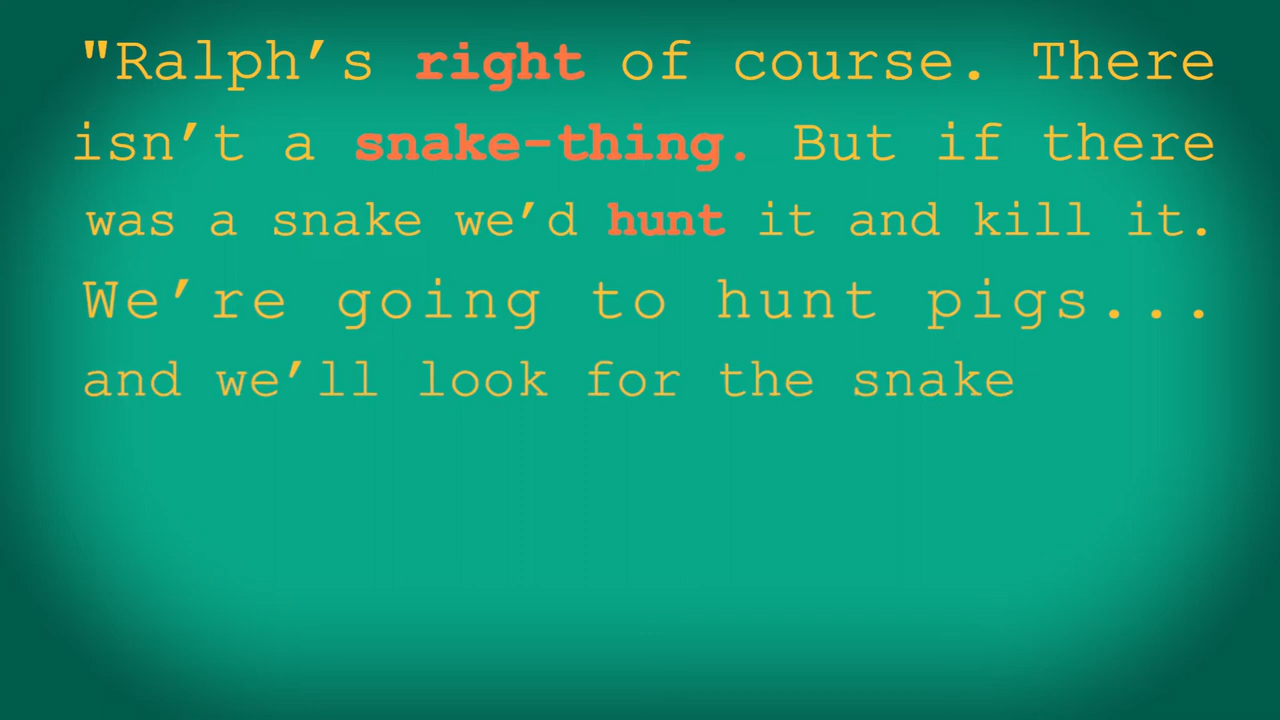 "Ralph’s right of course. There
isn’t a snake-thing. But if there
was a snake we’d hunt it and kill it.
We’re going to hunt pigs...
and we’ll look for the snake